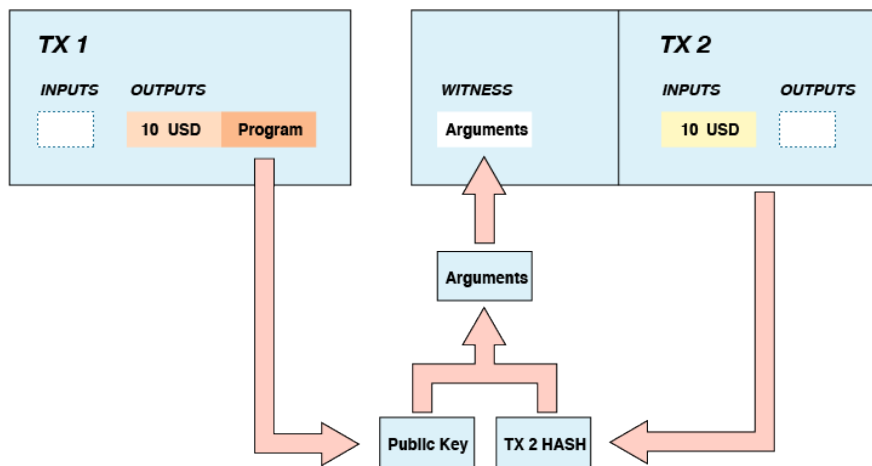 TX 1
INPUTS OUTPUTS
10 USD Program
WITNESS
Arguments
TX 2
INPUTS OUTPUTS
10 USD
Arguments
Public Key
TX 2 HASH